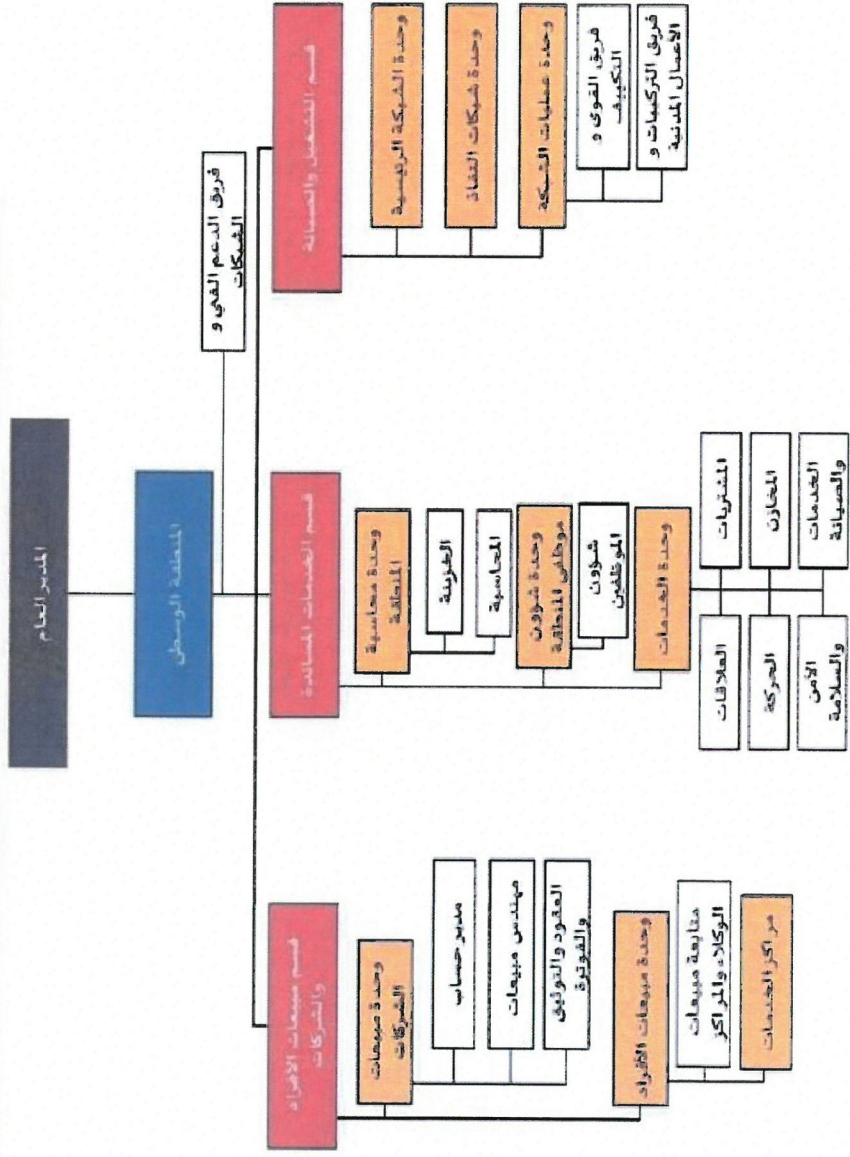 المدير العام
المنطقة الوسطى
فريق الدعم الفني و
الشبكات
قسم التشغيل والصيانة
وحدة الشبكة الرئيسية
وحدة شبكات النفاذ
وحدة عمليات الشبكة
فريق القوى و
التكييف
فريق التركيبات و
الأعمال المدنية
قسم الخدمات المساندة
وحدة محاسبة
المنطقة
الخزينة
المحاسبة
وحدة شؤون
موظفي المنطقة
شؤون
الموظفين
وحدة الخدمات
المشتريات
العلاقات
المخازن
الحركة
الخدمات
والصيانة
الأمن
والسلامة
قسم مبيعات الأفراد
والشركات
وحدة مبيعات
الشركات
مدير حساب
مهندس مبيعات
العقود والتوثيق
والفوترة
وحدة مبيعات الأفراد
متابعة مبيعات
الوكلاء والمراكز
مراكز الخدمات